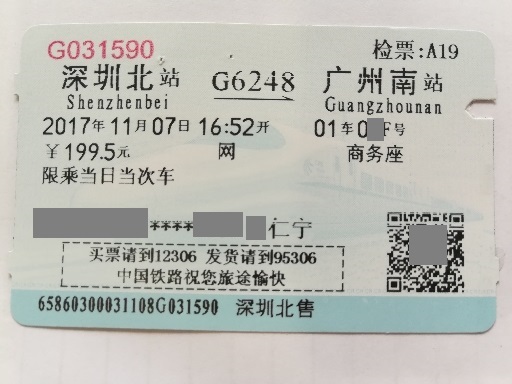 G031590 检票:A19
深圳北站 G6248 广州南站
Shenzhenbei Guangzhounan
2017年11月07日 16:52开 01车0F号
¥199.5元 网 商务座
限乘当日当次车
****仁宁
买票请到12306 发货请到95306
中国铁路祝您旅途愉快
65860300031108G031590 深圳北售